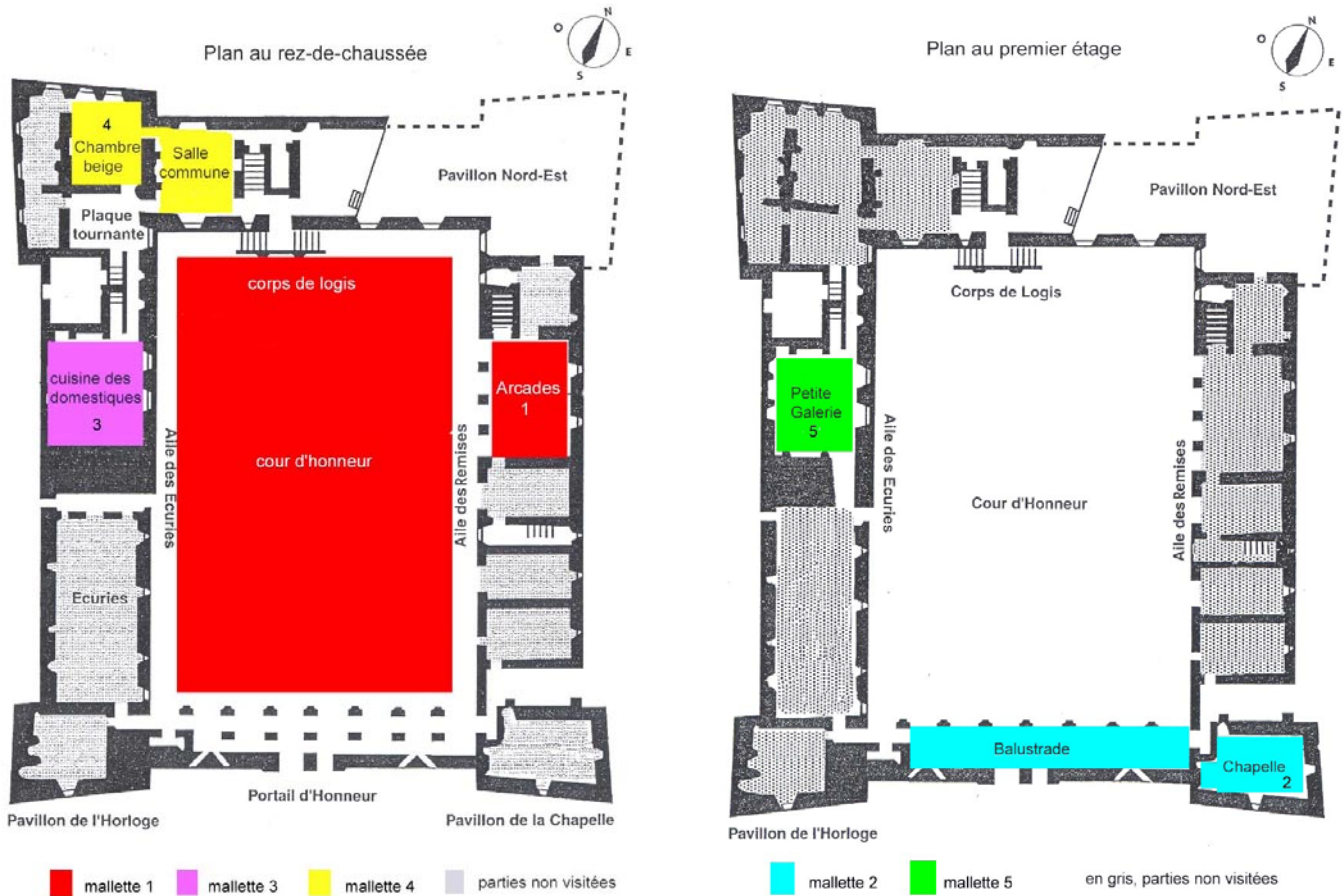 Plan au rez-de-chaussée
N
O
E
S
4
Chambre
beige
Salle
commune
Pavillon Nord-Est
Plaque
tournante
corps de logis
cuisine des
domestiques
3
Arcades
1
cour d'honneur
Aile des Ecuries
Aile des Remises
Ecuries
Portail d'Honneur
Pavillon de l'Horloge
Pavillon de la Chapelle
mallette 1
mallette 3
mallette 4
parties non visitées
Plan au premier étage
N
O
E
S
Pavillon Nord-Est
Corps de Logis
Petite
Galerie
5
Aile des Ecuries
Cour d'Honneur
Aile des Remises
Balustrade
Chapelle
2
Pavillon de l'Horloge
mallette 2
mallette 5
en gris, parties non visitées